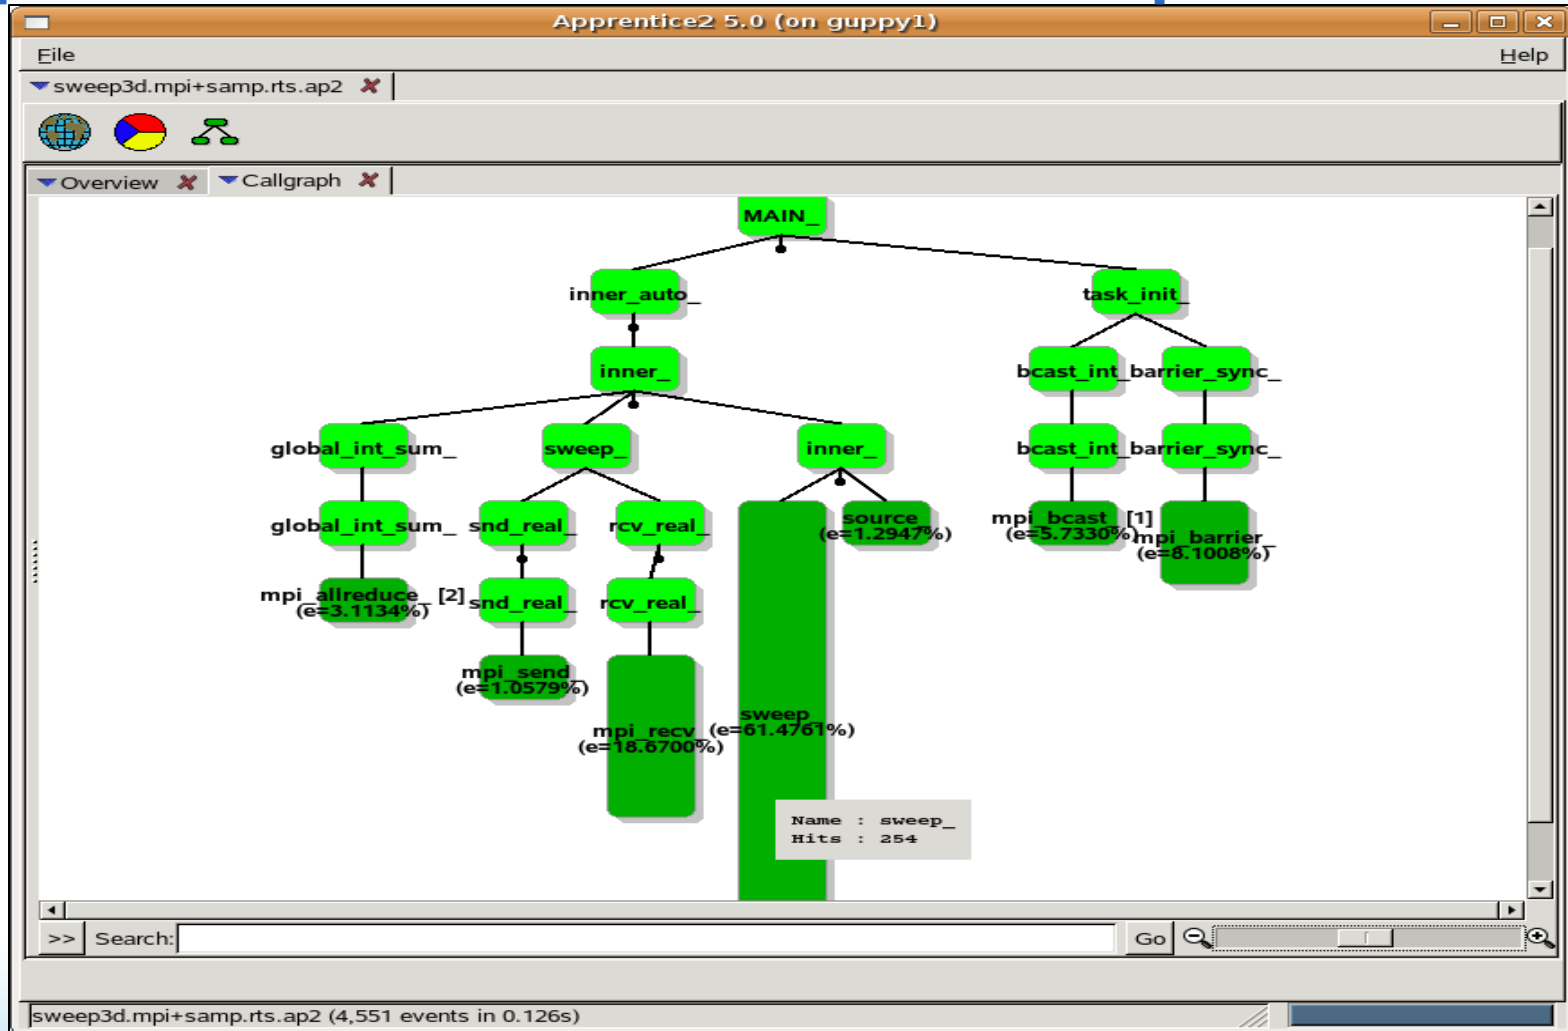 Apprentice2 5.0 (on guppy1)
File
Help
sweep3d.mpi+samp.rts.ap2
Overview
Callgraph
MAIN_
inner_auto_
task_init_
inner_
bcast_int_
barrier_sync_
global_int_sum_
sweep_
inner_
bcast_int_
barrier_sync_
global_int_sum_
snd_real_
rcv_real_
source_
(e=1.2947%)
mpi_bcast_ [1]
(e=5.7330%)
mpi_barrier_
(e=8.1008%)
mpi_allreduce_ [2]
(e=3.1134%)
snd_real_
rcv_real_
mpi_send_
(e=1.0579%)
mpi_recv_
(e=18.6700%)
sweep_
(e=61.4761%)
Name : sweep_
Hits : 254
>>
Search:
Go
sweep3d.mpi+samp.rts.ap2 (4,551 events in 0.126s)